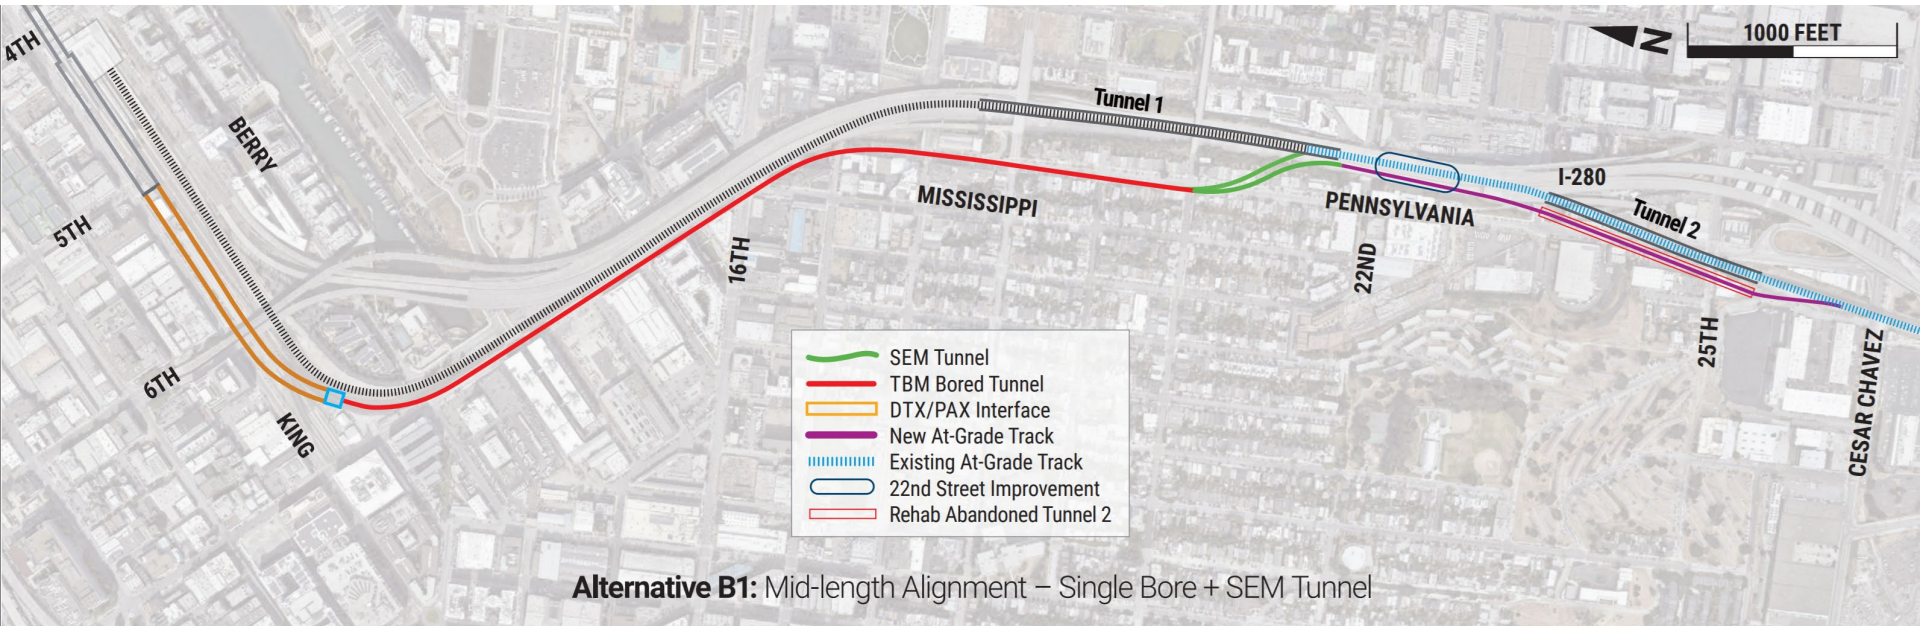 4TH
N
1000 FEET
BERRY
Tunnel 1
5TH
MISSISSIPPI
PENNSYLVANIA
I-280
Tunnel 2
16TH
22ND
6TH
KING
25TH
CESAR CHAVEZ
SEM Tunnel
TBM Bored Tunnel
DTX/PAX Interface
New At-Grade Track
Existing At-Grade Track
22nd Street Improvement
Rehab Abandoned Tunnel 2
Alternative B1: Mid-length Alignment – Single Bore + SEM Tunnel